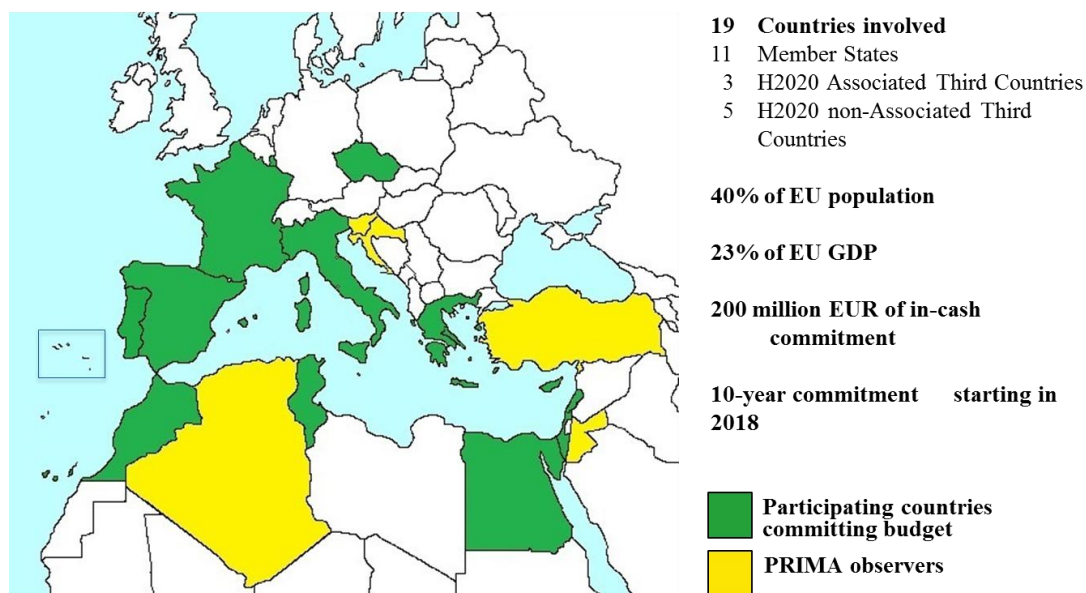 19 Countries involved
11 Member States
3 H2020 Associated Third Countries
5 H2020 non-Associated Third
Countries
40% of EU population
23% of EU GDP
200 million EUR of in-cash
commitment
10-year commitment starting in
2018
Participating countries
committing budget
PRIMA observers